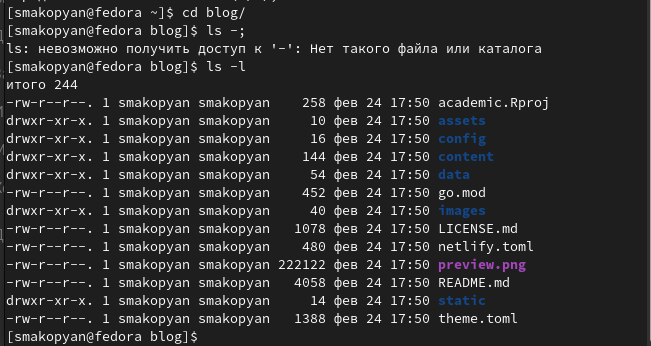 [smakopyan@fedora ~]$ cd blog/
[smakopyan@fedora blog]$ ls -;
ls: невозможно получить доступ к '-': Нет такого файла или каталога
[smakopyan@fedora blog]$ ls -l
итого 244
-rw-r--r--. 1 smakopyan smakopyan    258 фев 24 17:50 academic.Rproj
drwxr-xr-x. 1 smakopyan smakopyan     10 фев 24 17:50 assets
drwxr-xr-x. 1 smakopyan smakopyan     16 фев 24 17:50 config
drwxr-xr-x. 1 smakopyan smakopyan    144 фев 24 17:50 content
drwxr-xr-x. 1 smakopyan smakopyan     54 фев 24 17:50 data
-rw-r--r--. 1 smakopyan smakopyan    452 фев 24 17:50 go.mod
drwxr-xr-x. 1 smakopyan smakopyan     40 фев 24 17:50 images
-rw-r--r--. 1 smakopyan smakopyan   1078 фев 24 17:50 LICENSE.md
-rw-r--r--. 1 smakopyan smakopyan    480 фев 24 17:50 netlify.toml
-rw-r--r--. 1 smakopyan smakopyan 222122 фев 24 17:50 preview.png
-rw-r--r--. 1 smakopyan smakopyan   4058 фев 24 17:50 README.md
drwxr-xr-x. 1 smakopyan smakopyan     14 фев 24 17:50 static
-rw-r--r--. 1 smakopyan smakopyan   1388 фев 24 17:50 theme.toml
[smakopyan@fedora blog]$